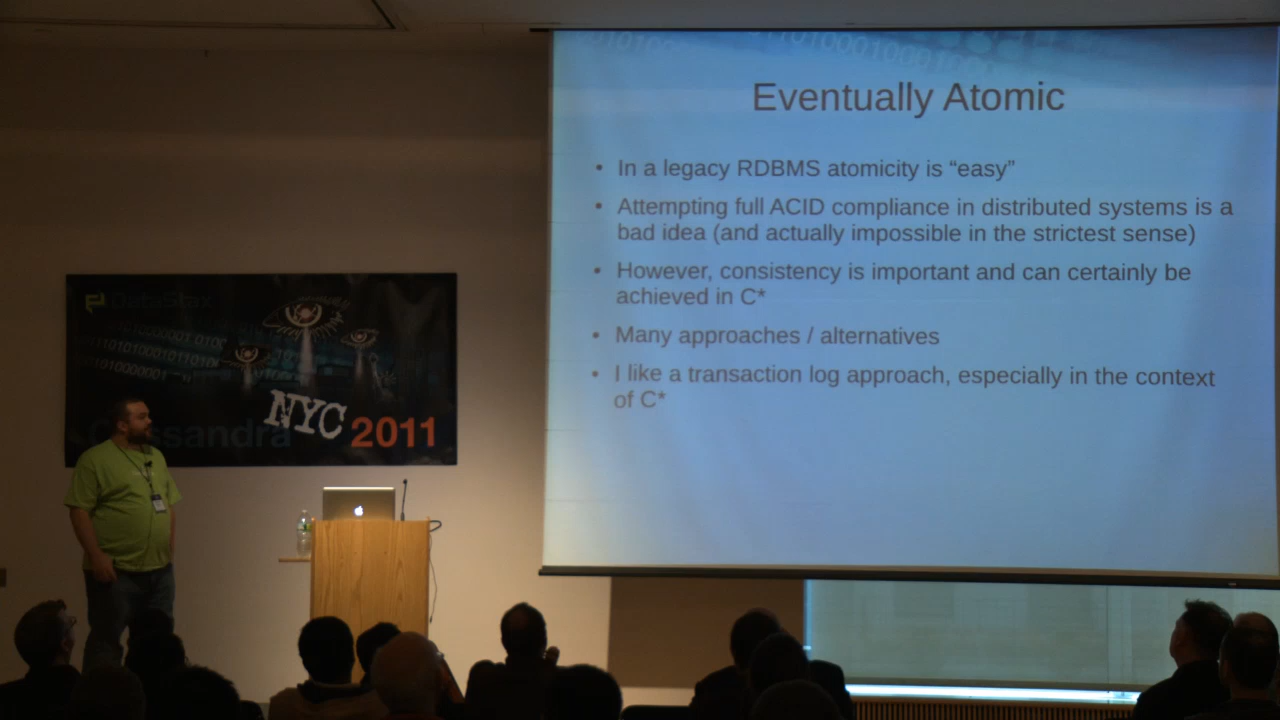 Eventually Atomic
• In a legacy RDBMS atomicity is “easy”
• Attempting full ACID compliance in distributed systems is a
bad idea (and actually impossible in the strictest sense)
• However, consistency is important and can certainly be
achieved in C*
• Many approaches / alternatives
• I like a transaction log approach, especially in the context
of C*
DataStax
NYC
Cassandra 2011